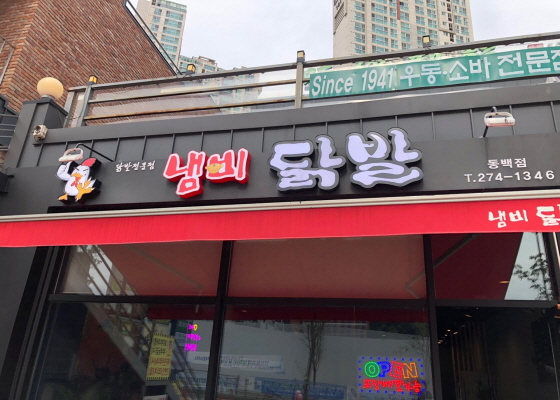 Since 1941 우동 소바 전문점
닭발전문점 냄비 닭발
동백점
T.274-1346
냄비 닭
OPEN